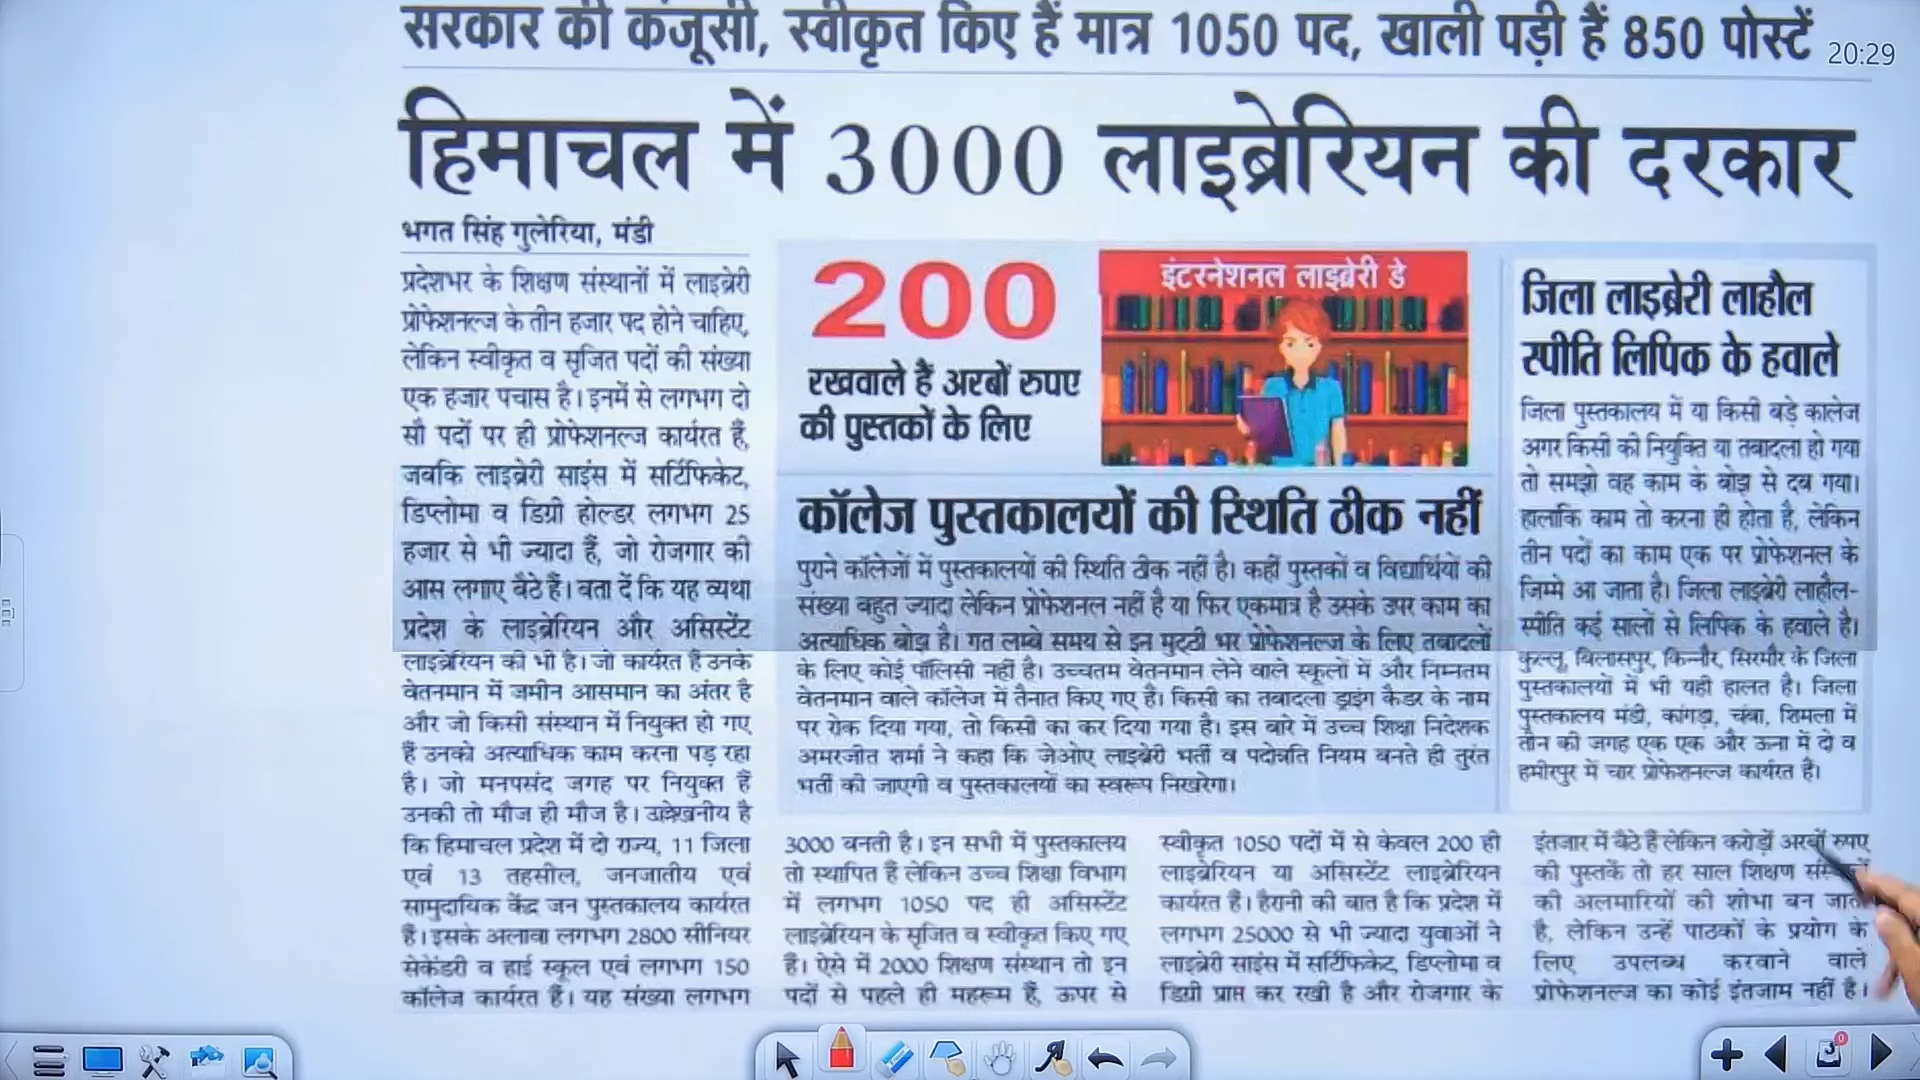 सरकार की कंजूसी, स्वीकृत किए हैं मात्र 1050 पद, खाली पड़ी हैं 850 पोस्टें
20:29
हिमाचल में 3000 लाइब्रेरियन की दरकार
भगत सिंह गुलेरिया, मंडी
प्रदेशभर के शिक्षण संस्थानों में लाइब्रेरी
प्रोफेशनल्ज के तीन हजार पद होने चाहिए,
लेकिन स्वीकृत व सृजित पदों की संख्या
एक हजार पचास है। इनमें से लगभग दो
सौ पदों पर ही प्रोफेशनल्ज कार्यरत हैं,
जबकि लाइब्रेरी साइंस में सर्टिफिकेट,
डिप्लोमा व डिग्री होल्डर लगभग 25
हजार से भी ज्यादा हैं, जो रोजगार की
आस लगाए बैठे हैं। बता दें कि यह व्यथा
प्रदेश के लाइब्रेरियन और असिस्टेंट
लाइब्रेरियन की भी है। जो कार्यरत हैं उनके
वेतनमान में जमीन आसमान का अंतर है
और जो किसी संस्थान में नियुक्त हो गए
हैं उनको अत्याधिक काम करना पड़ रहा
है। जो मनपसंद जगह पर नियुक्त हैं
उनकी तो मौज ही मौज है। उल्लेखनीय है
कि हिमाचल प्रदेश में दो राज्य, 11 जिला
एवं 13 तहसील, जनजातीय एवं
सामुदायिक केंद्र जन पुस्तकालय कार्यरत
हैं। इसके अलावा लगभग 2800 सीनियर
सेकेंडरी व हाई स्कूल एवं लगभग 150
कॉलेज कार्यरत हैं। यह संख्या लगभग
200
रखवाले हैं अरबों रुपए
की पुस्तकों के लिए
इंटरनेशनल लाइब्रेरी डे
कॉलेज पुस्तकालयों की स्थिति ठीक नहीं
पुराने कॉलेजों में पुस्तकालयों की स्थिति ठीक नहीं है। कहीं पुस्तकों व विद्यार्थियों की
संख्या बहुत ज्यादा लेकिन प्रोफेशनल नहीं है या फिर एकमात्र है उसके उपर काम का
अत्याधिक बोझ है। गत लम्बे समय से इन मुट्ठी भर प्रोफेशनल्ज के लिए तबादलों
के लिए कोई पॉलिसी नहीं है। उच्चतम वेतनमान लेने वाले स्कूलों में और निम्नतम
वेतनमान वाले कॉलेज में तैनात किए गए हैं। किसी का तबादला ड्राइंग कैडर के नाम
पर रोक दिया गया, तो किसी का कर दिया गया है। इस बारे में उच्च शिक्षा निदेशक
अमरजीत शर्मा ने कहा कि जेओए लाइब्रेरी भर्ती व पदोन्नति नियम बनते ही तुरंत
भर्ती की जाएगी व पुस्तकालयों का स्वरूप निखरेगा।
जिला लाइब्रेरी लाहौल
स्पीति लिपिक के हवाले
जिला पुस्तकालय में या किसी बड़े कालेज
अगर किसी की नियुक्ति या तबादला हो गया
तो समझो वह काम के बोझ से दब गया।
हालांकि काम तो करना ही होता है, लेकिन
तीन पदों का काम एक पर प्रोफेशनल के
जिम्मे आ जाता है। जिला लाइब्रेरी लाहौल-
स्पीति कई सालों से लिपिक के हवाले है।
कुल्लू, बिलासपुर, किन्नौर, सिरमौर के जिला
पुस्तकालयों में भी यही हालत है। जिला
पुस्तकालय मंडी, कांगड़ा, चंबा, शिमला में
तीन की जगह एक एक और ऊना में दो व
हमीरपुर में चार प्रोफेशनल्ज कार्यरत हैं।
3000 बनती है। इन सभी में पुस्तकालय
तो स्थापित हैं लेकिन उच्च शिक्षा विभाग
में लगभग 1050 पद ही असिस्टेंट
लाइब्रेरियन के सृजित व स्वीकृत किए गए
हैं। ऐसे में 2000 शिक्षण संस्थान तो इन
पदों से पहले ही महरूम हैं, ऊपर से
स्वीकृत 1050 पदों में से केवल 200 ही
लाइब्रेरियन या असिस्टेंट लाइब्रेरियन
कार्यरत हैं। हैरानी की बात है कि प्रदेश में
लगभग 25000 से भी ज्यादा युवाओं ने
लाइब्रेरी साइंस में सर्टिफिकेट, डिप्लोमा व
डिग्री प्राप्त कर रखी है और रोजगार के
इंतजार में बैठे हैं लेकिन करोड़ों अरबों रुपए
की पुस्तकें तो हर साल शिक्षण
की अलमारियों की शोभा बन जाती
है, लेकिन उन्हें पाठकों के प्रयोग के
लिए उपलब्ध करवाने वाले
प्रोफेशनल्ज का कोई इंतजाम नहीं है।